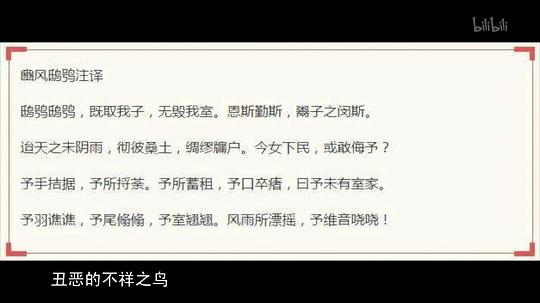 bilibili
豳风鸱鸮注译
鸱鸮鸱鸮，既取我子，无毁我室。恩斯勤斯，鬻子之闵斯。
迨天之未阴雨，彻彼桑土，绸缪牖户。今女下民，或敢侮予？
予手拮据，予所捋荼。予所蓄租，予口卒瘏，曰予未有室家。
予羽谯谯，予尾翛翛，予室翘翘。风雨所漂摇，予维音哓哓！
丑恶的不祥之鸟